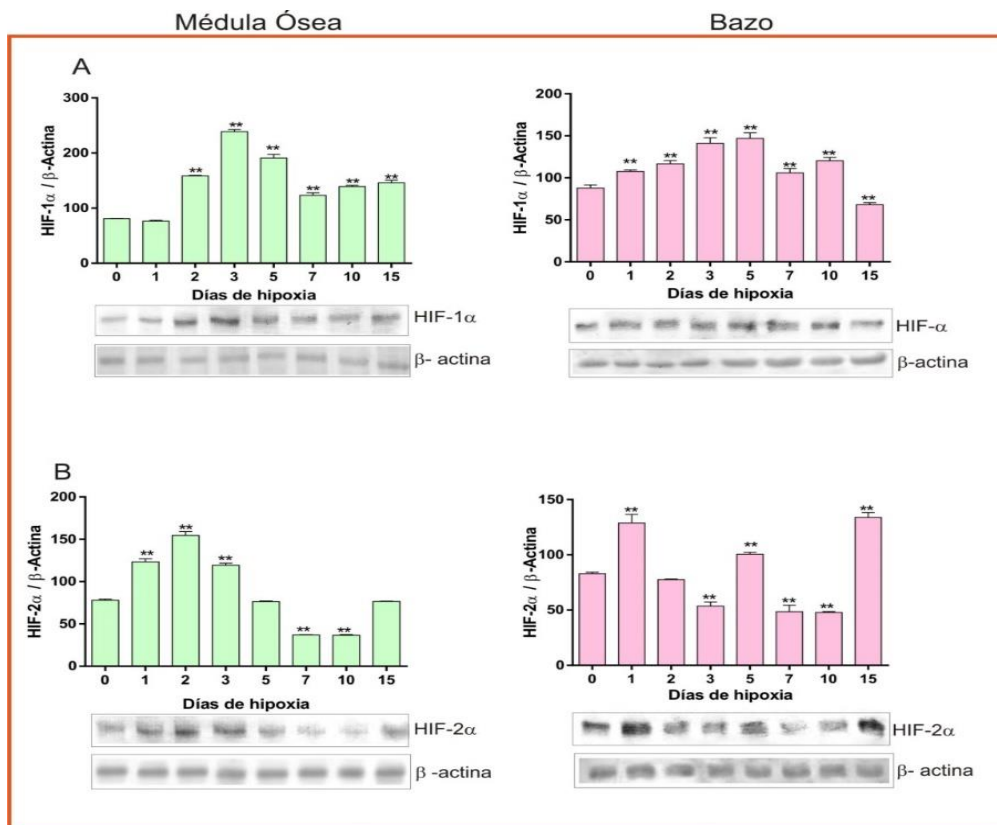 Médula Ósea
Bazo
A
HIF-1α / β-Actina
300
200
100
0
** ** ** ** ** **
0 1 2 3 5 7 10 15
Días de hipoxia
HIF-1α
β- actina
HIF-1α / β-Actina
200
150
100
50
0
** ** ** ** ** ** **
0 1 2 3 5 7 10 15
Días de hipoxia
HIF-α
β-actina
B
HIF-2α / β-Actina
200
150
100
50
0
** ** ** ** **
0 1 2 3 5 7 10 15
Días de hipoxia
HIF-2α
β -actina
HIF-2α / β-Actina
150
100
50
0
** ** ** ** ** **
0 1 2 3 5 7 10 15
Días de hipoxia
HIF-2α
β- actina